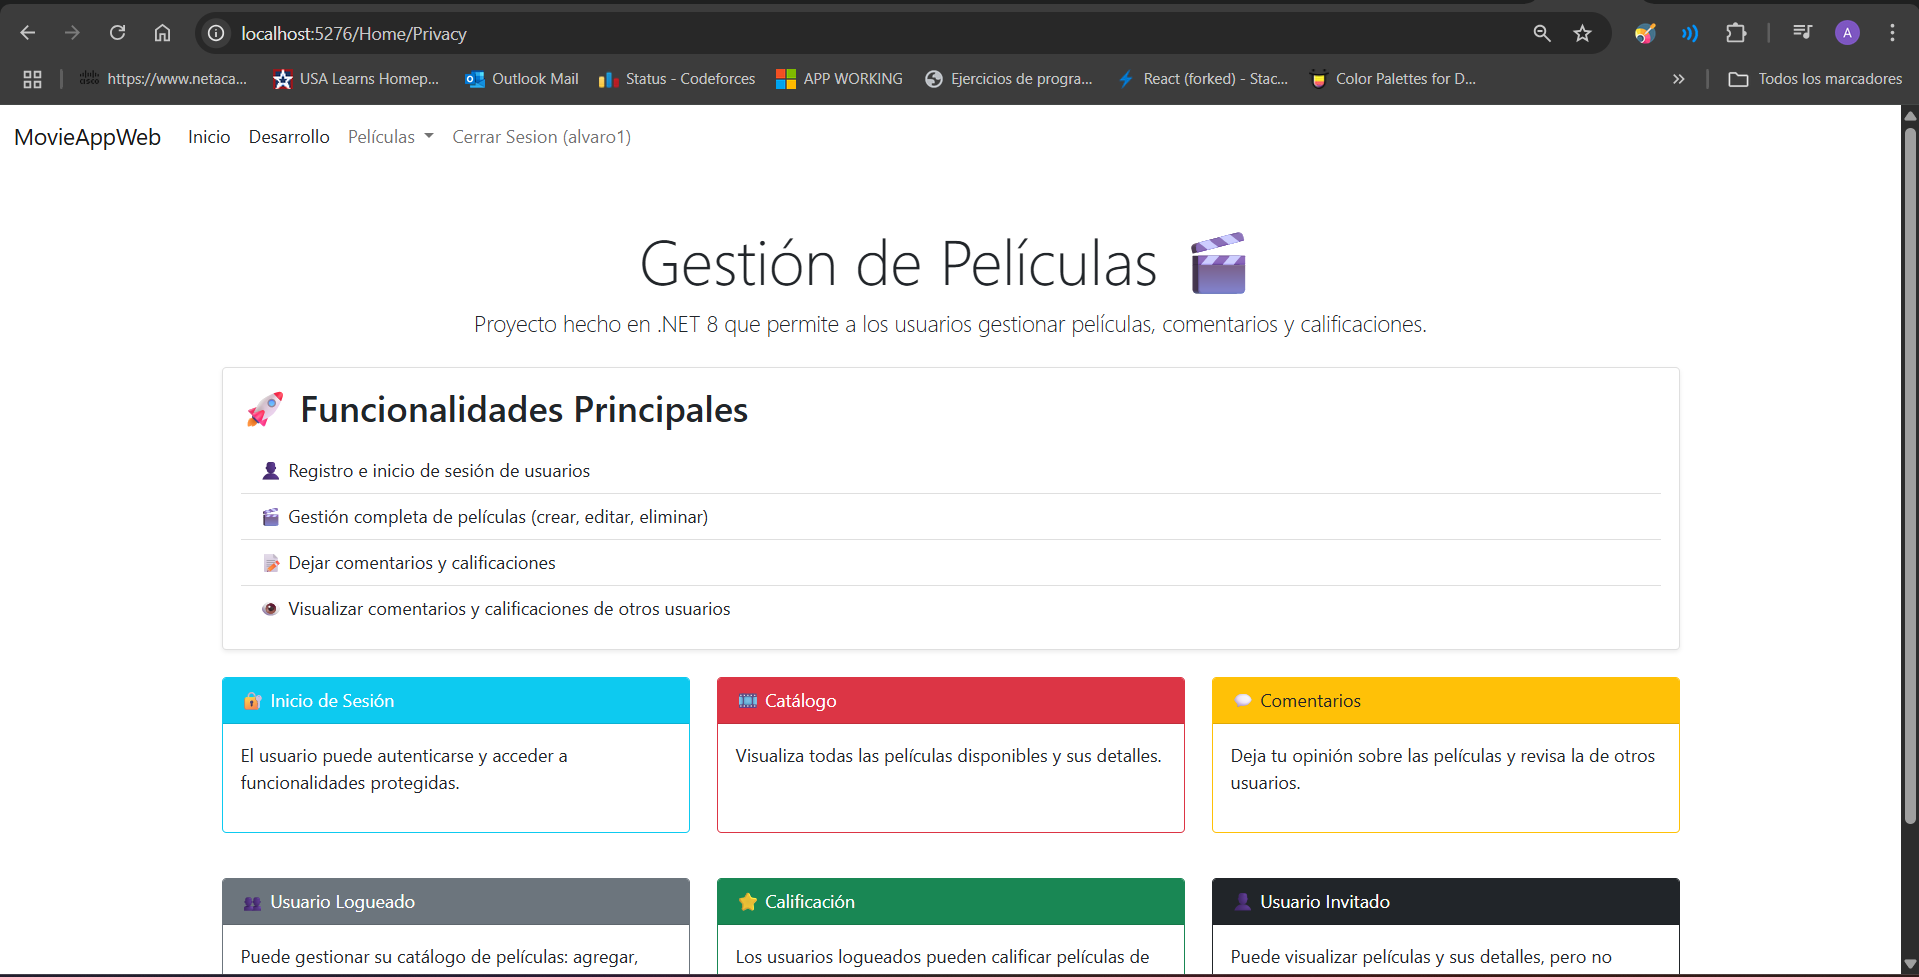 localhost:5276/Home/Privacy
A
https://www.netaca...
USA Learns Homep...
Outlook Mail
Status - Codeforces
APP WORKING
Ejercicios de progra...
React (forked) - Stac...
Color Palettes for D...
»
Todos los marcadores
MovieAppWeb
Inicio
Desarrollo
Películas
Cerrar Sesion (alvaro1)
Gestión de Películas
Proyecto hecho en .NET 8 que permite a los usuarios gestionar películas, comentarios y calificaciones.
Funcionalidades Principales
Registro e inicio de sesión de usuarios
Gestión completa de películas (crear, editar, eliminar)
Dejar comentarios y calificaciones
Visualizar comentarios y calificaciones de otros usuarios
Inicio de Sesión
El usuario puede autenticarse y acceder a
funcionalidades protegidas.
Catálogo
Visualiza todas las películas disponibles y sus detalles.
Comentarios
Deja tu opinión sobre las películas y revisa la de otros
usuarios.
Usuario Logueado
Puede gestionar su catálogo de películas: agregar,
Calificación
Los usuarios logueados pueden calificar películas de
Usuario Invitado
Puede visualizar películas y sus detalles, pero no